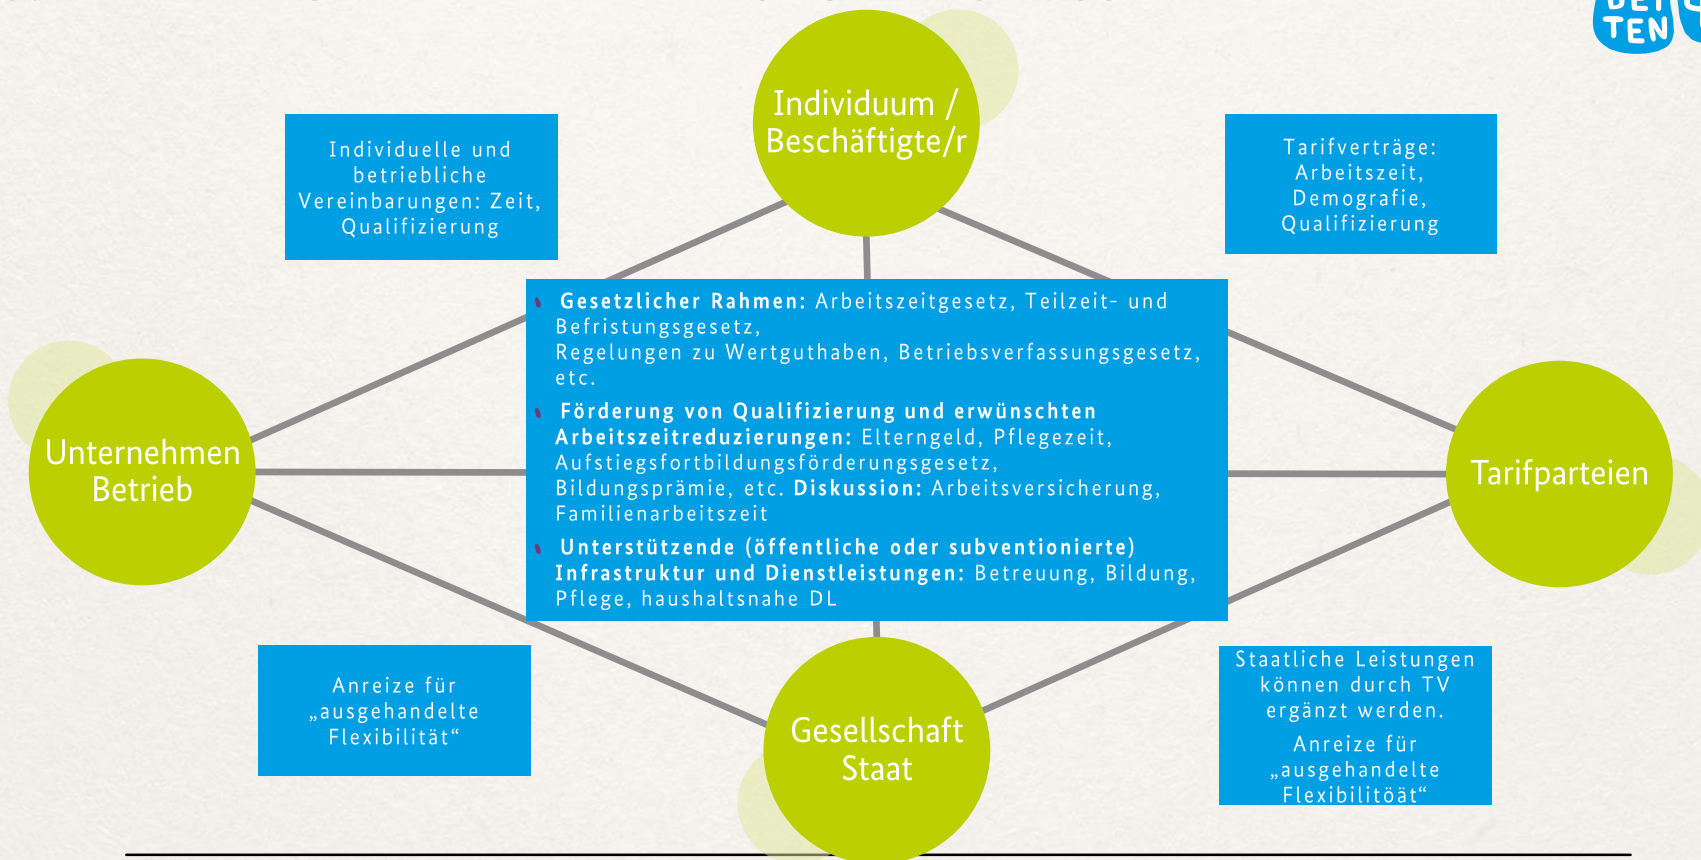 BEI
TEN
Individuum /
Beschäftigte/r
Individuelle und
betriebliche
Vereinbarungen: Zeit,
Qualifizierung
Tarifverträge:
Arbeitszeit,
Demografie,
Qualifizierung
Gesetzlicher Rahmen: Arbeitszeitgesetz, Teilzeit- und
Befristungsgesetz,
Regelungen zu Wertguthaben, Betriebsverfassungsgesetz,
etc.
Förderung von Qualifizierung und erwünschten
Arbeitszeitreduzierungen: Elterngeld, Pflegezeit,
Aufstiegsfortbildungsförderungsgesetz,
Bildungsprämie, etc. Diskussion: Arbeitsversicherung,
Familienarbeitszeit
Unterstützende (öffentliche oder subventionierte)
Infrastruktur und Dienstleistungen: Betreuung, Bildung,
Pflege, haushaltsnahe DL
Unternehmen
Betrieb
Tarifparteien
Anreize für
„ausgehandelte
Flexibilität“
Gesellschaft
Staat
Staatliche Leistungen
können durch TV
ergänzt werden.
Anreize für
„ausgehandelte
Flexibilitöät“